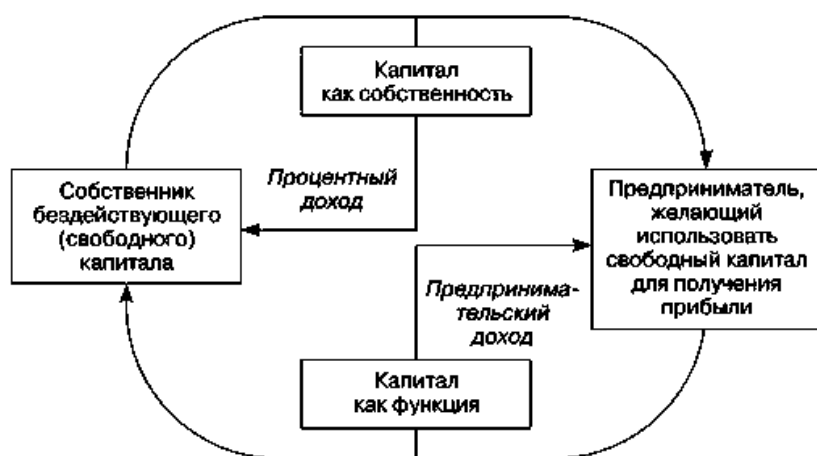 Капитал
как собственность
Процентный
доход
Собственник
бездействующего
(свободного)
капитала
Предприниматель,
желающий
использовать
свободный капитал
для получения
прибыли
Предпринима-
тельский
доход
Капитал
как функция